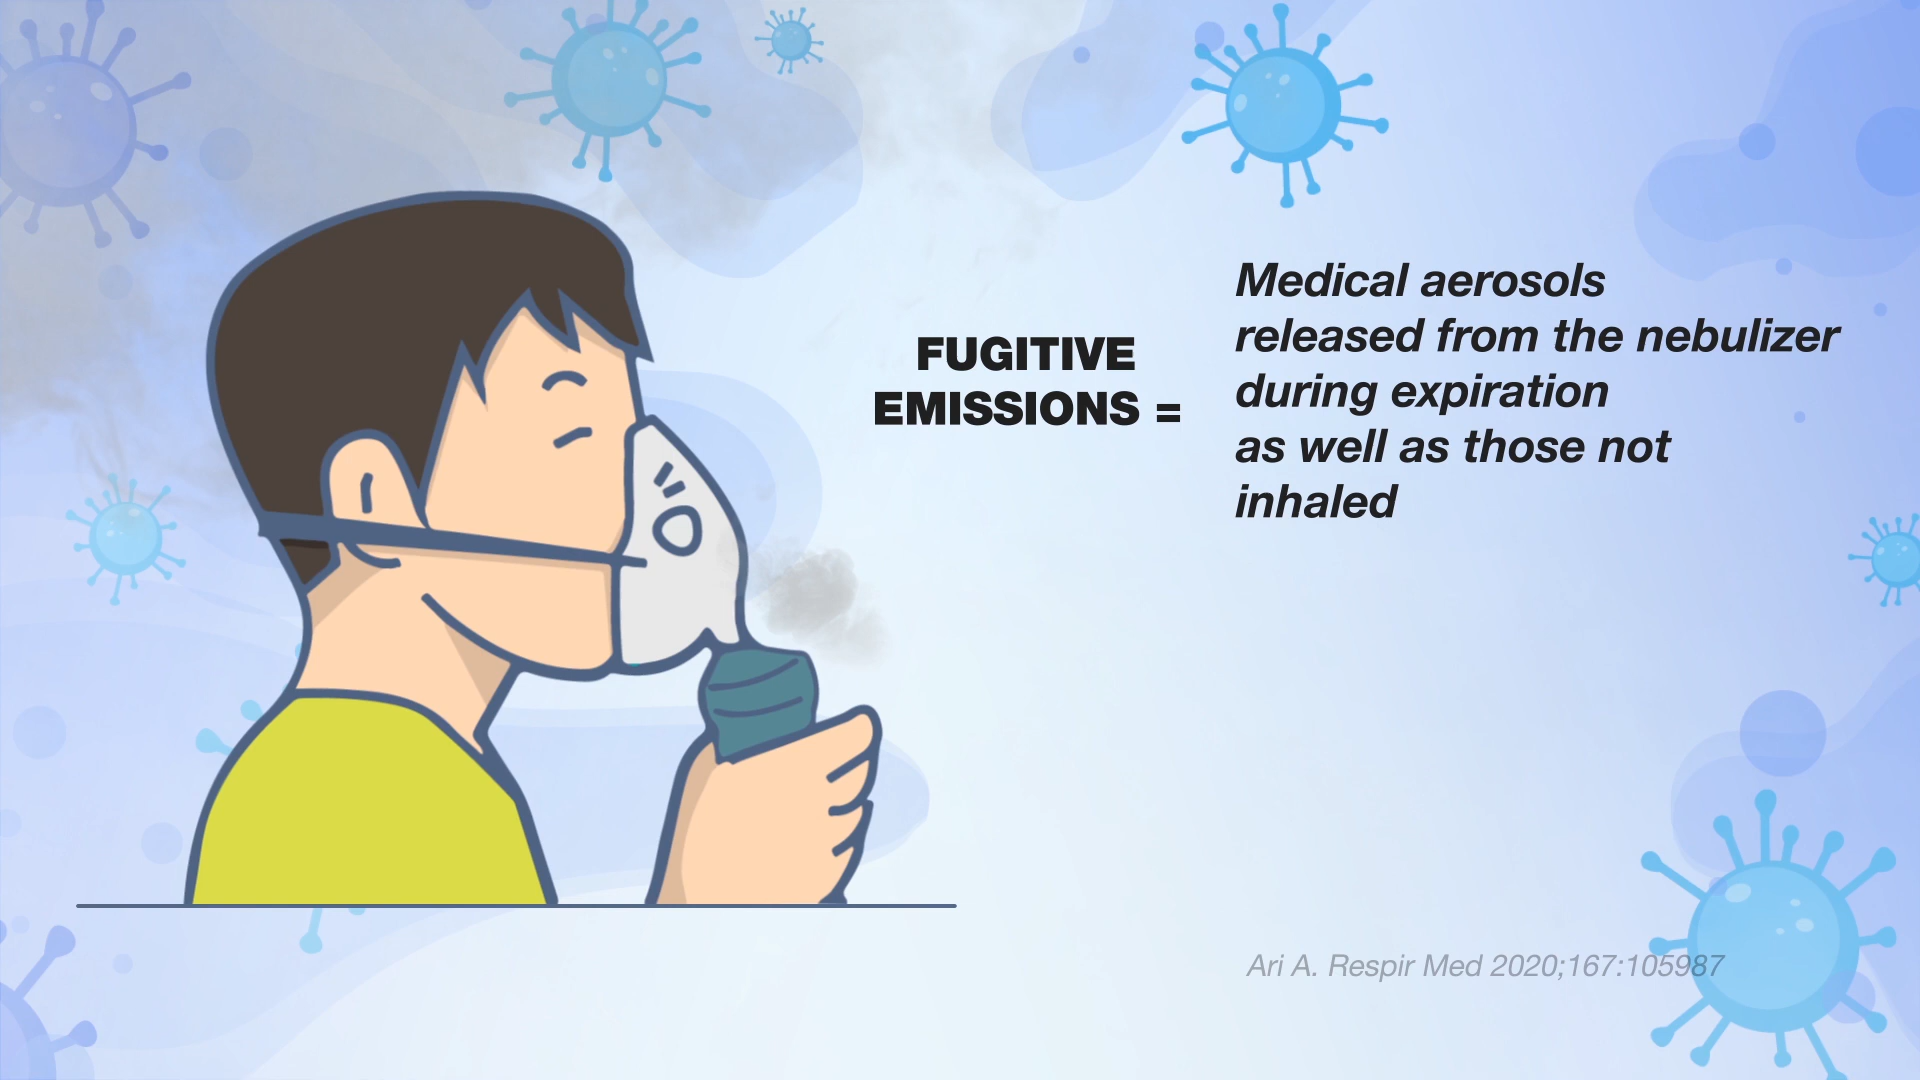 FUGITIVE
EMISSIONS =
Medical aerosols
released from the nebulizer
during expiration
as well as those not
inhaled
Ari A. Respir Med 2020;167:105987